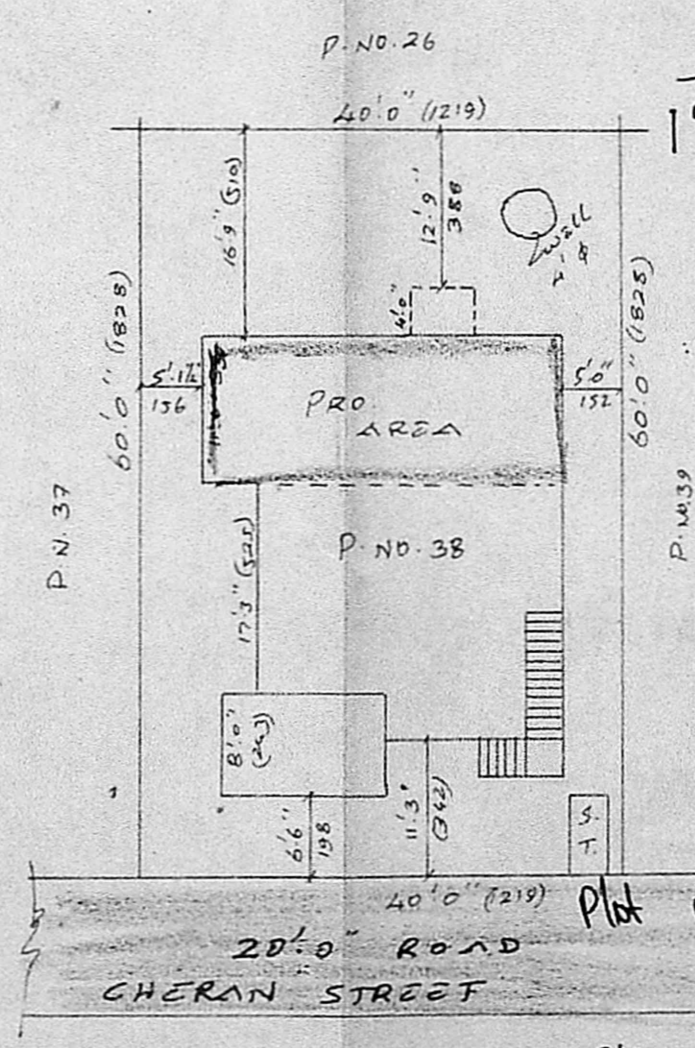 P. NO. 26
40'.0" (1219)
16'9" (510)
12'.9"
388
well
4'.0"
60'.0" (1828)
5'.1½"
156
5'.0"
152
60'.0" (1828)
PRO.
AREA
P.N. 37
P. NO. 39
P. NO. 38
17'3" (525)
8'.0"
(243)
6'6"
198
11'.3"
(342)
S.
T.
40'0" (1219)
Plot
20'.0" ROAD
CHERAN STREET